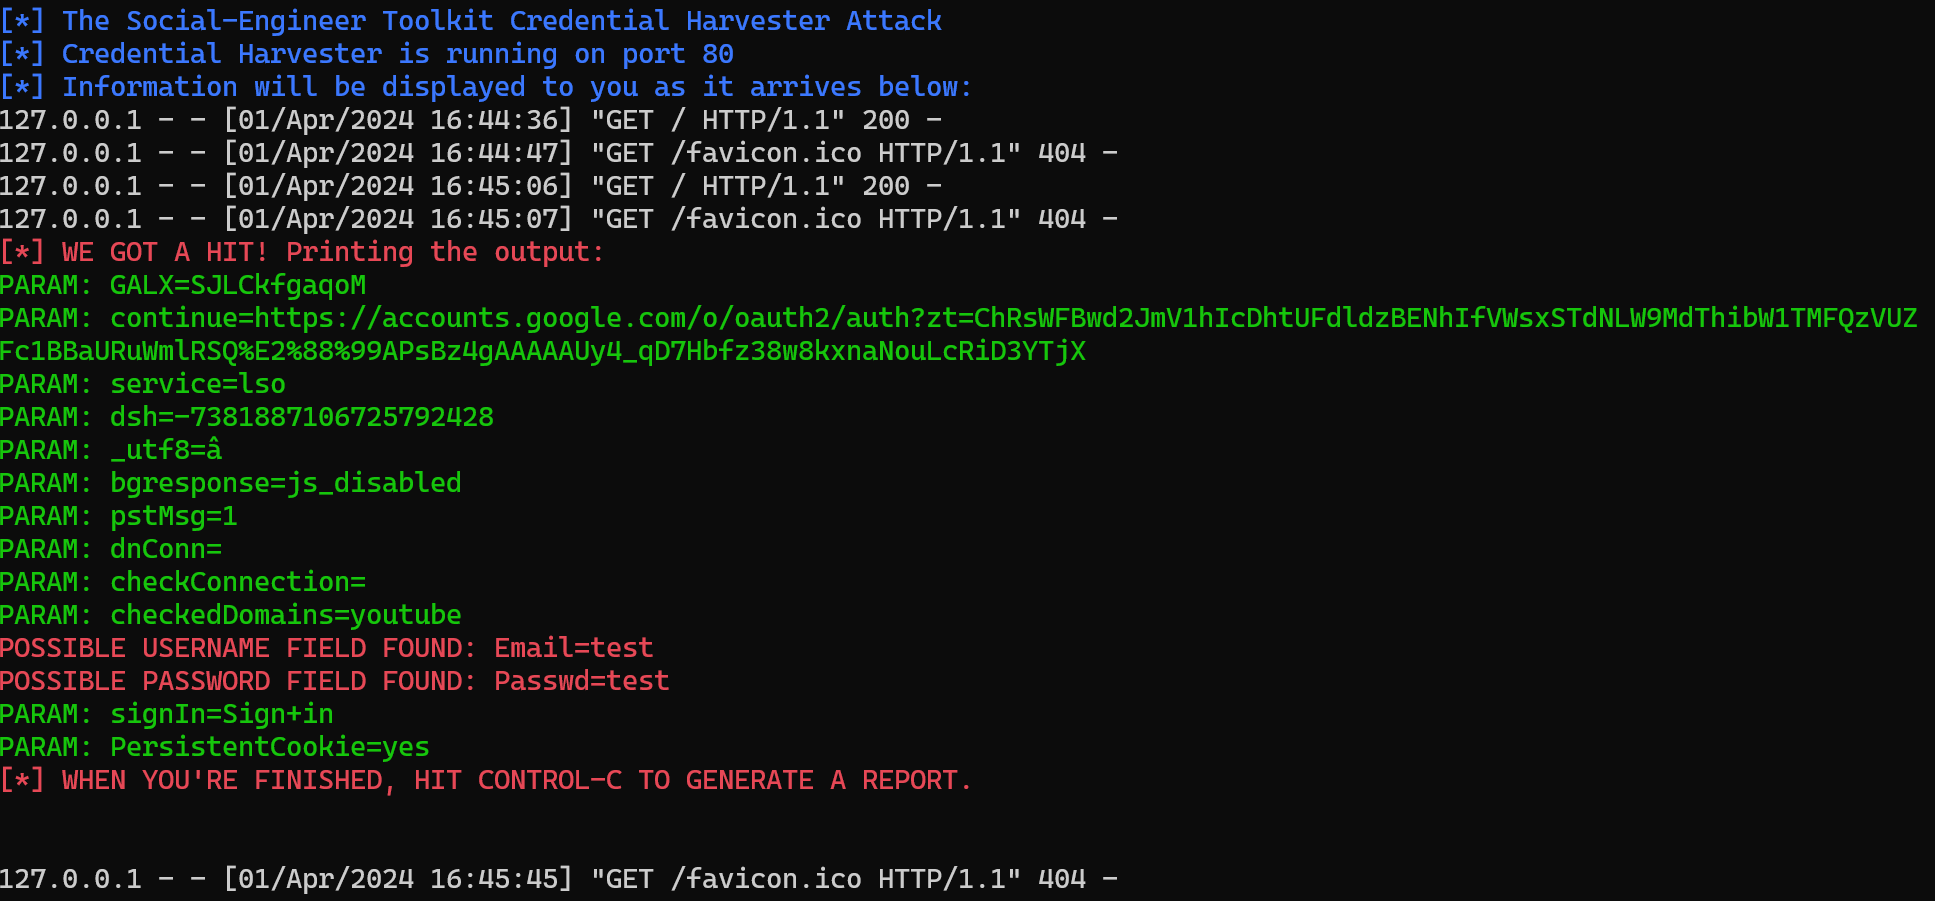 [*] The Social-Engineer Toolkit Credential Harvester Attack
[*] Credential Harvester is running on port 80
[*] Information will be displayed to you as it arrives below:
127.0.0.1 - - [01/Apr/2024 16:44:36] "GET / HTTP/1.1" 200 -
127.0.0.1 - - [01/Apr/2024 16:44:47] "GET /favicon.ico HTTP/1.1" 404 -
127.0.0.1 - - [01/Apr/2024 16:45:06] "GET / HTTP/1.1" 200 -
127.0.0.1 - - [01/Apr/2024 16:45:07] "GET /favicon.ico HTTP/1.1" 404 -
[*] WE GOT A HIT! Printing the output:
PARAM: GALX=SJLCkfgaqoM
PARAM: continue=https://accounts.google.com/o/oauth2/auth?zt=ChRsWFBwd2JmV1hIcDhtUFdldzBENhIfVWsxSTdNLW9MdThibW1TMFQzVUZ
Fc1BBaURuWmlRSQ%E2%88%99APsBz4gAAAAAUy4_qD7Hbfz38w8kxnaNouLcRiD3YTjX
PARAM: service=lso
PARAM: dsh=-7381887106725792428
PARAM: _utf8=â
PARAM: bgresponse=js_disabled
PARAM: pstMsg=1
PARAM: dnConn=
PARAM: checkConnection=
PARAM: checkedDomains=youtube
POSSIBLE USERNAME FIELD FOUND: Email=test
POSSIBLE PASSWORD FIELD FOUND: Passwd=test
PARAM: signIn=Sign+in
PARAM: PersistentCookie=yes
[*] WHEN YOU'RE FINISHED, HIT CONTROL-C TO GENERATE A REPORT.
127.0.0.1 - - [01/Apr/2024 16:45:45] "GET /favicon.ico HTTP/1.1" 404 -